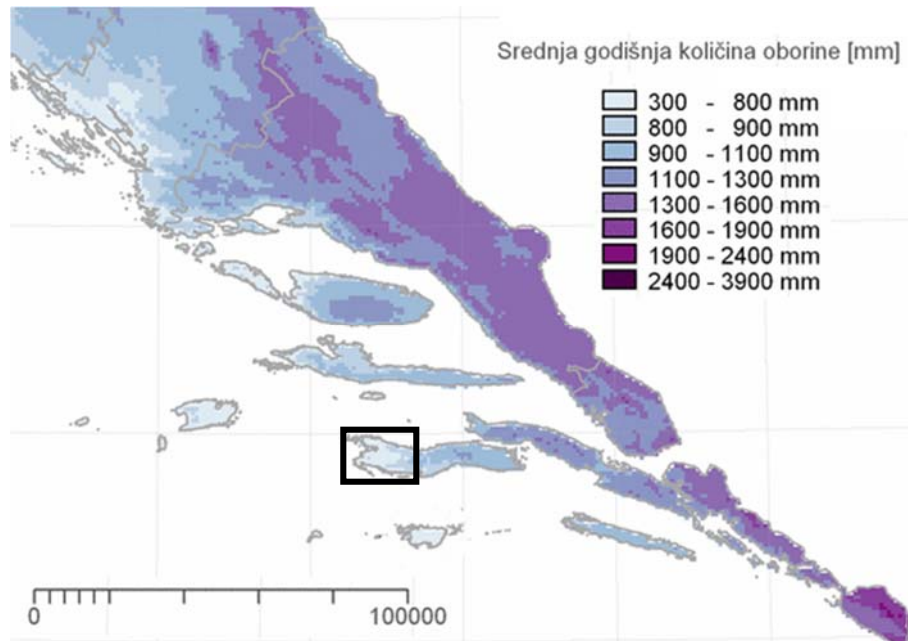 Srednja godišnja količina oborine [mm]
300 - 800 mm
800 - 900 mm
900 - 1100 mm
1100 - 1300 mm
1300 - 1600 mm
1600 - 1900 mm
1900 - 2400 mm
2400 - 3900 mm
0 100000